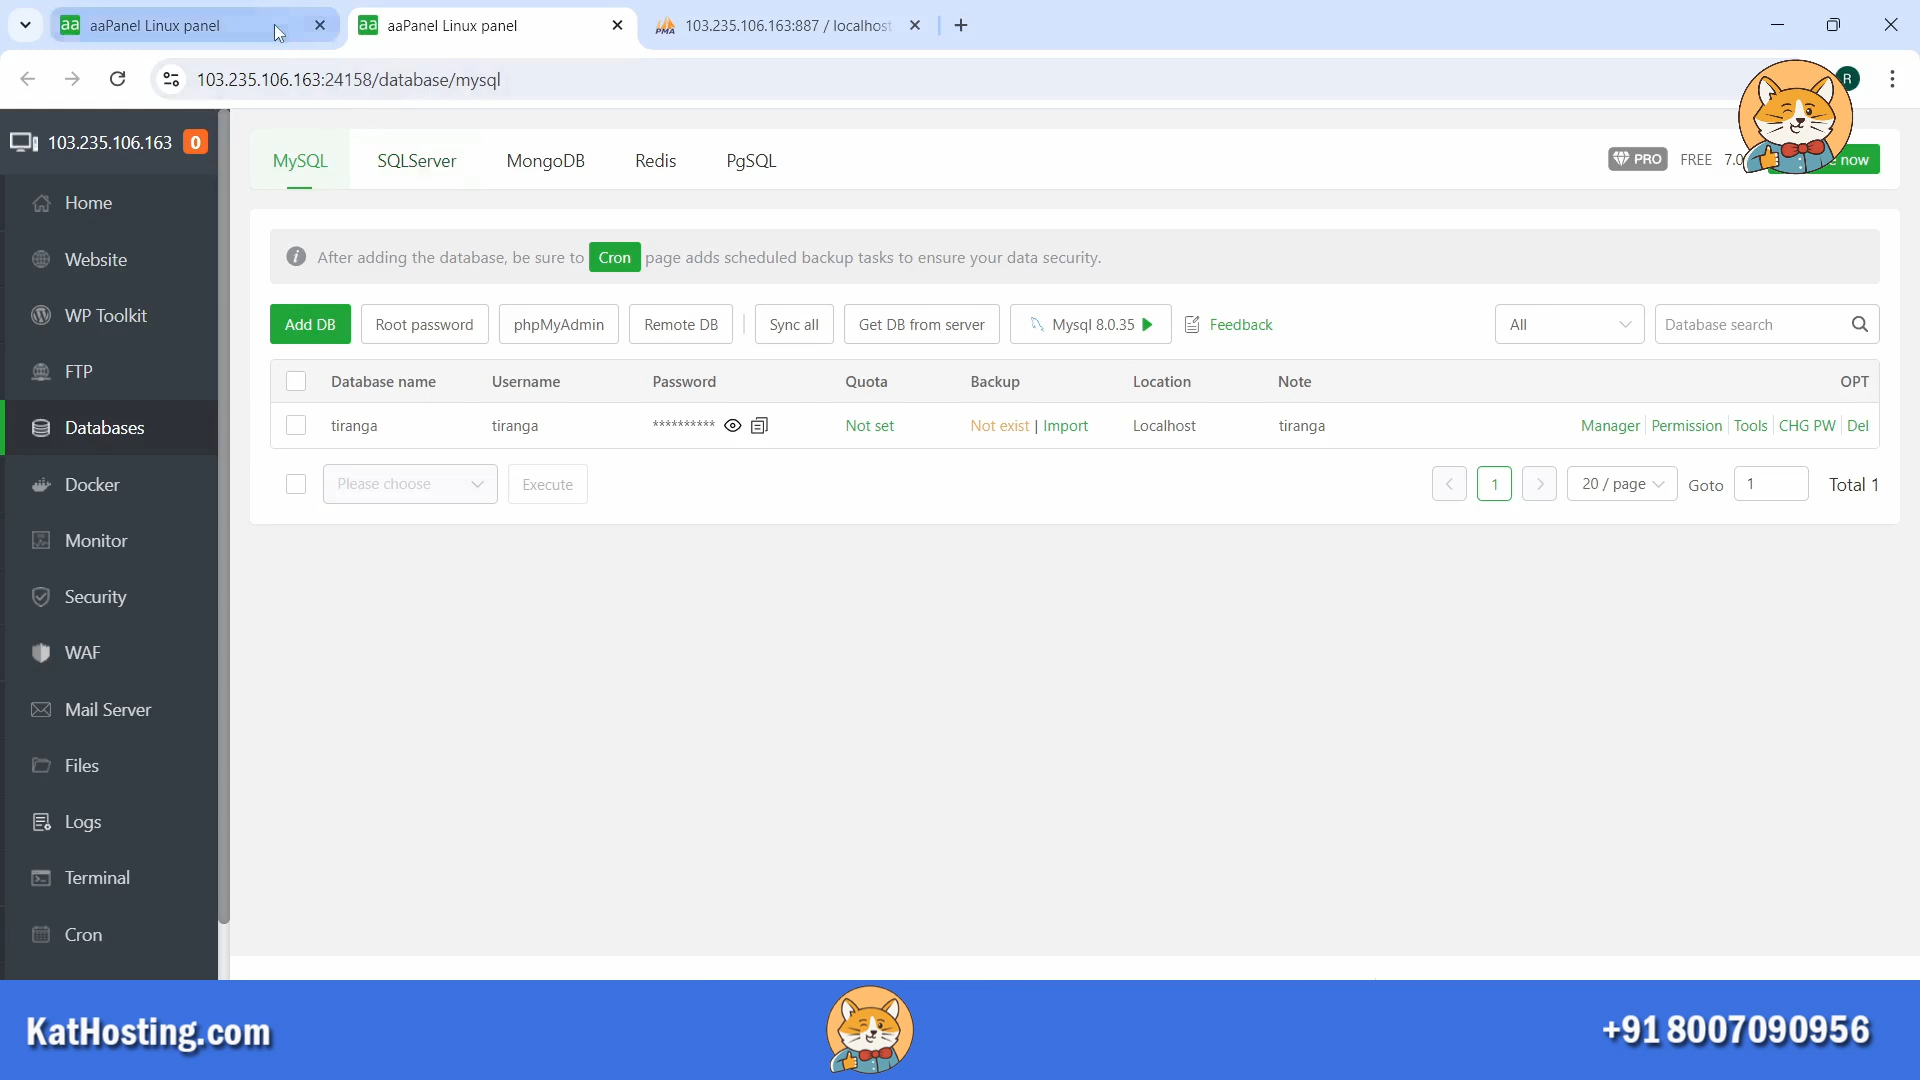 aa aaPanel Linux panel
aa aaPanel Linux panel
PMA 103.235.106.163:887 / localhost
103.235.106.163:24158/database/mysql
R
103.235.106.163 0
MySQL SQLServer MongoDB Redis PgSQL
PRO FREE 7.0 now
Home
Website
WP Toolkit
FTP
Databases
Docker
Monitor
Security
WAF
Mail Server
Files
Logs
Terminal
Cron
After adding the database, be sure to Cron page adds scheduled backup tasks to ensure your data security.
Add DB Root password phpMyAdmin Remote DB Sync all Get DB from server Mysql 8.0.35 Feedback All Database search
Database name Username Password Quota Backup Location Note OPT
tiranga tiranga ********** Not set Not exist | Import Localhost tiranga Manager Permission Tools CHG PW Del
Please choose Execute 1 20 / page Goto 1 Total 1
KatHosting.com
+91 8007090956